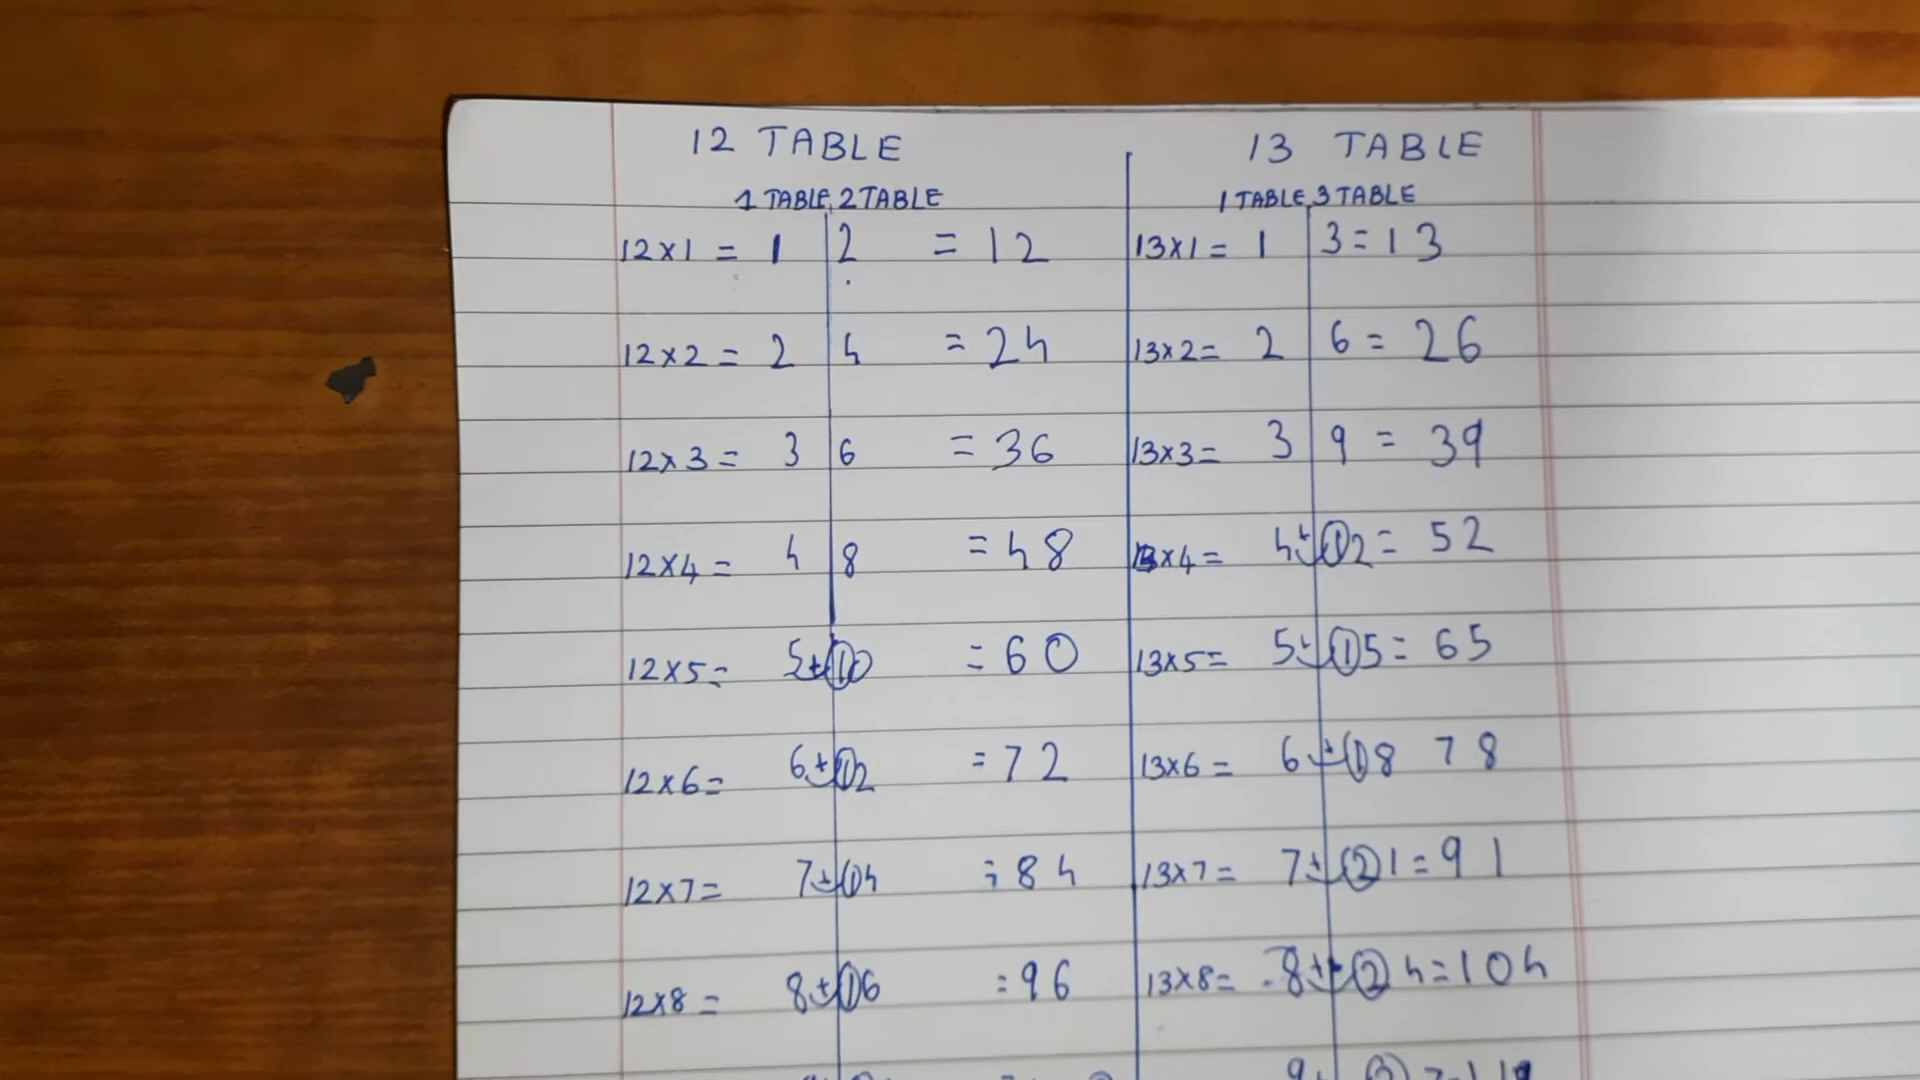 12 TABLE 13 TABLE
1 TABLE, 2 TABLE 1 TABLE, 3 TABLE
12x1 = 1 2 = 12 13x1 = 1 3 = 13
12x2 = 2 4 = 24 13x2 = 2 6 = 26
12x3 = 3 6 = 36 13x3 = 3 9 = 39
12x4 = 4 8 = 48 13x4 = 4+①2 = 52
12x5 = 5+①0 = 60 13x5 = 5+①5 = 65
12x6 = 6+①2 = 72 13x6 = 6+①8 78
12x7 = 7+①4 = 84 13x7 = 7+②1 = 91
12x8 = 8+①6 = 96 13x8 = 8+②4 = 104